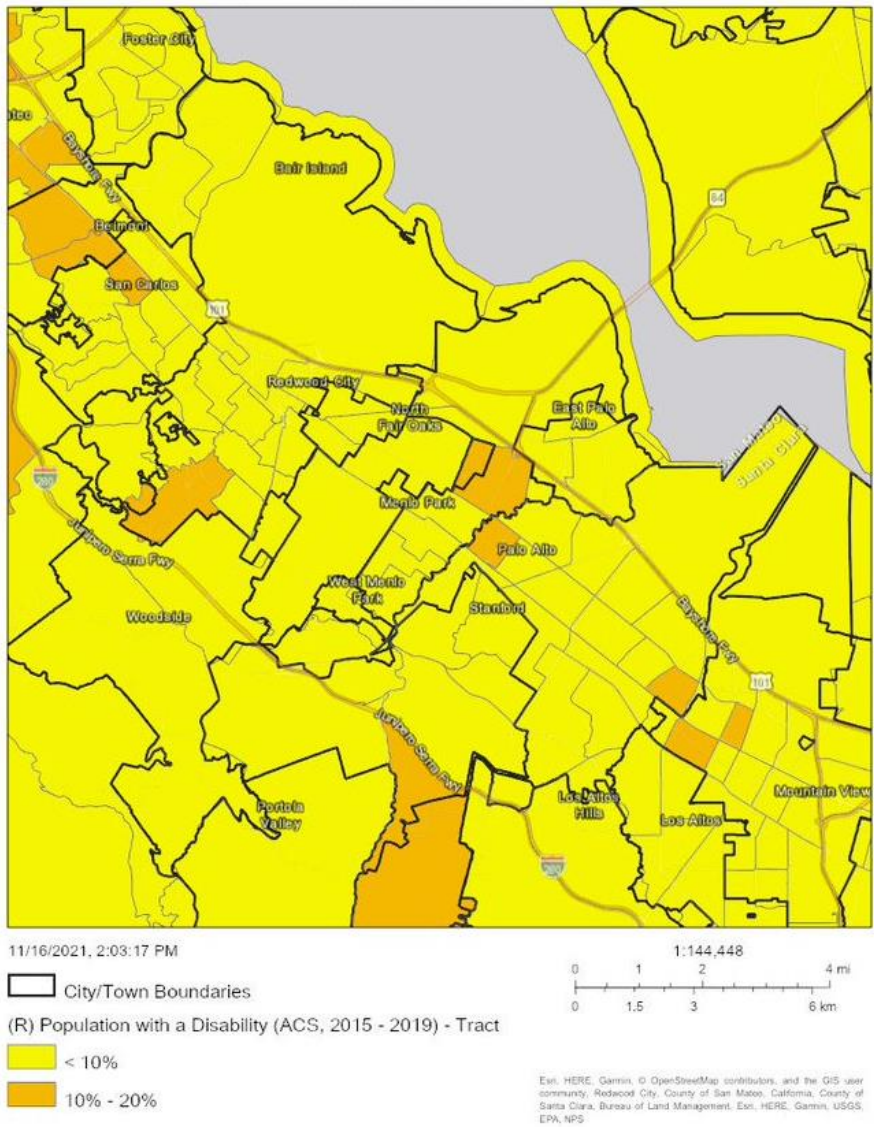 Foster City
ateo
Bayshore Fwy
Bair Island
84
Belmont
San Carlos
101
Redwood City
North
Fair Oaks
East Palo
Alto
San Mateo
Santa Clara
280
Menlo Park
Palo Alto
Junipero Serra Fwy
West Menlo
Park
Stanford
Woodside
Bayshore Fwy
101
Junipero Serra Fwy
Portola
Valley
Los Altos
Hills
Los Altos
Mountain View
280
11/16/2021, 2:03:17 PM
1:144,448
0 1 2 4 mi
0 1.5 3 6 km
City/Town Boundaries
(R) Population with a Disability (ACS, 2015 - 2019) - Tract
< 10%
10% - 20%
Esri, HERE, Garmin, © OpenStreetMap contributors, and the GIS user
community, Redwood City, County of San Mateo, California, County of
Santa Clara, Bureau of Land Management, Esri, HERE, Garmin, USGS,
EPA, NPS